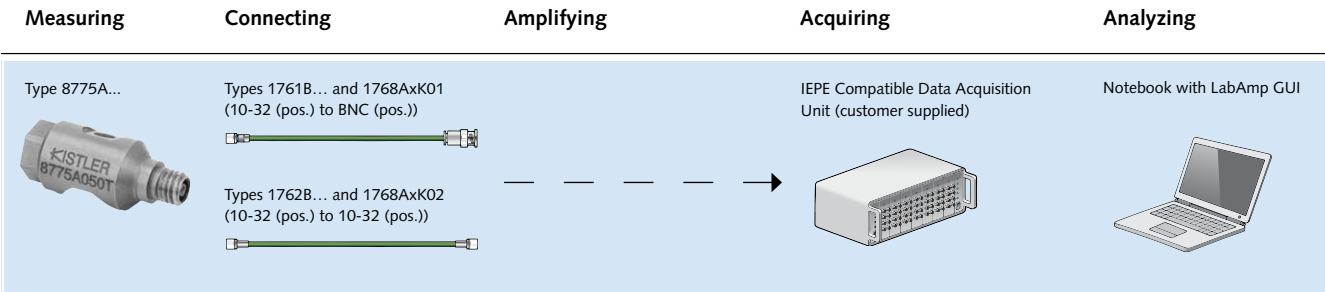 Measuring
Connecting
Amplifying
Acquiring
Analyzing
Type 8775A...
KISTLER
8775A050T
Types 1761B… and 1768AxK01
(10-32 (pos.) to BNC (pos.))
Types 1762B… and 1768AxK02
(10-32 (pos.) to 10-32 (pos.))
IEPE Compatible Data Acquisition
Unit (customer supplied)
Notebook with LabAmp GUI